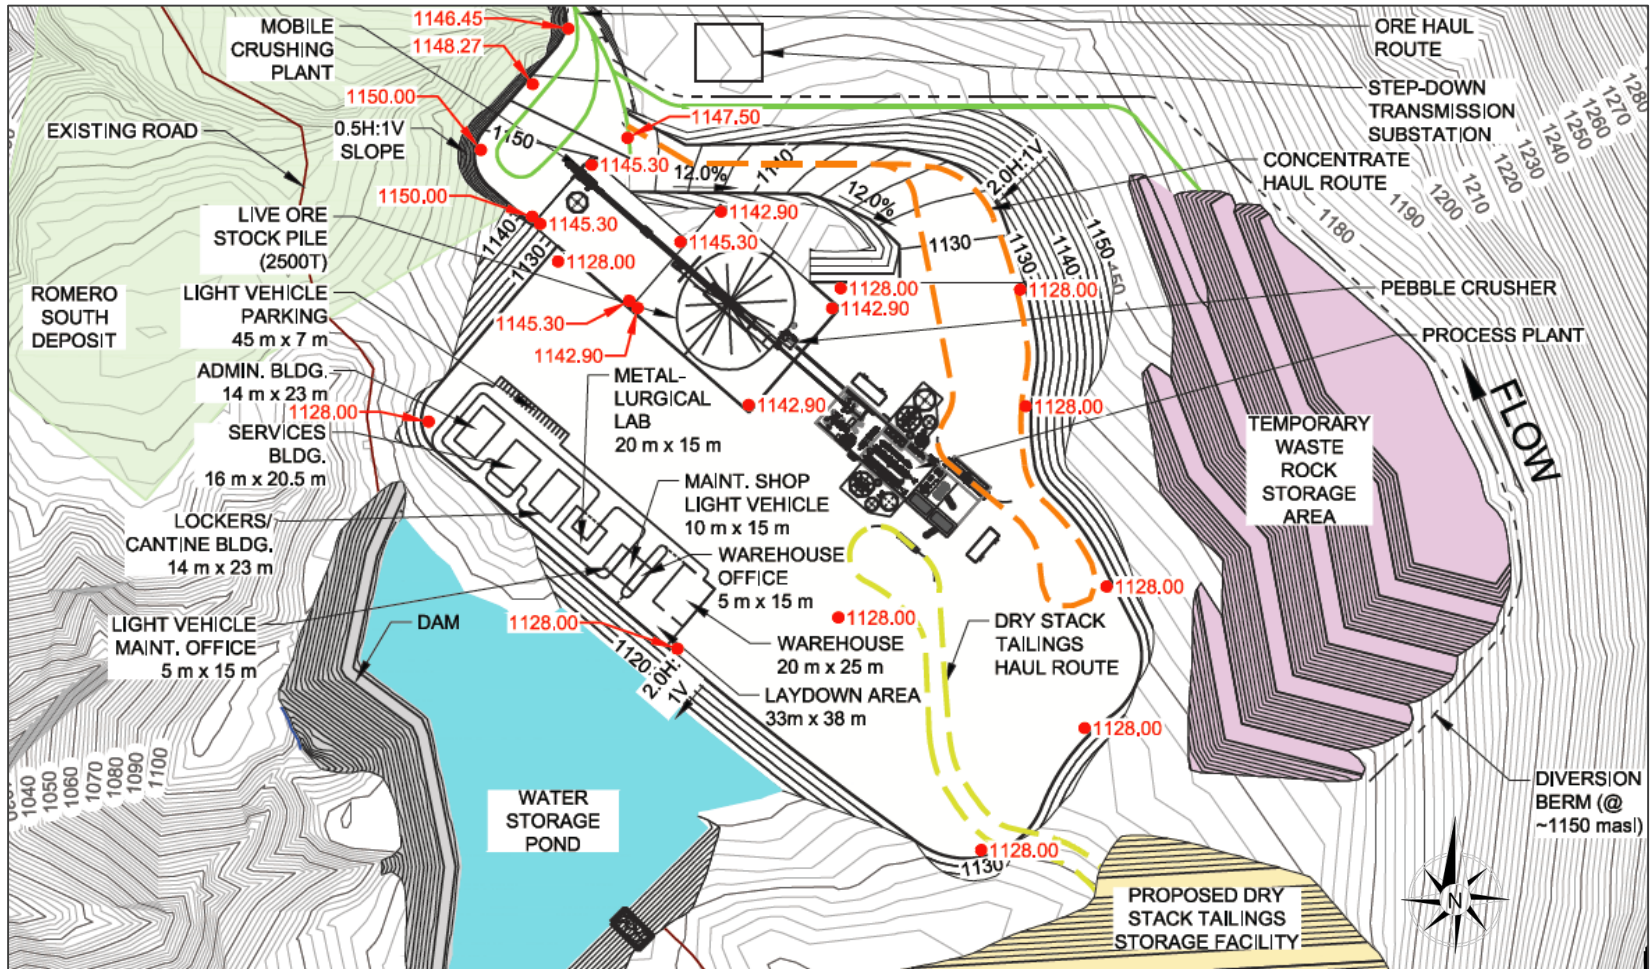 MOBILE
CRUSHING
PLANT
1146.45
1148.27
1150.00
EXISTING ROAD
0.5H:1V
SLOPE
1150
1147.50
1145.30
12.0%
1140
12.0%
2.0H:1V
ORE HAUL
ROUTE
STEP-DOWN
TRANSMISSION
SUBSTATION
CONCENTRATE
HAUL ROUTE
1280
1270
1260
1250
1240
1230
1220
1210
1200
1190
1180
1150.00
1145.30
LIVE ORE
STOCK PILE
(2500T)
1140
1130
1128.00
1142.90
1145.30
1130
1130
1140
1150
1128.00
1142.90
1128.00
PEBBLE CRUSHER
PROCESS PLANT
ROMERO
SOUTH
DEPOSIT
LIGHT VEHICLE
PARKING
45 m x 7 m
1145.30
1142.90
ADMIN. BLDG.
14 m x 23 m
1128.00
SERVICES
BLDG.
16 m x 20.5 m
METAL-
LURGICAL
LAB
20 m x 15 m
1142.90
1128.00
TEMPORARY
WASTE
ROCK
STORAGE
AREA
FLOW
MAINT. SHOP
LIGHT VEHICLE
10 m x 15 m
LOCKERS/
CANTINE BLDG.
14 m x 23 m
WAREHOUSE
OFFICE
5 m x 15 m
1128.00
LIGHT VEHICLE
MAINT. OFFICE
5 m x 15 m
DAM
1128.00
1128.00
WAREHOUSE
20 m x 25 m
DRY STACK
TAILINGS
HAUL ROUTE
1120
2.0H:
1V
LAYDOWN AREA
33m x 38 m
1128.00
1040
1050
1060
1070
1080
1090
1100
WATER
STORAGE
POND
DIVERSION
BERM (@
~1150 masl)
1128.00
1130
PROPOSED DRY
STACK TAILINGS
STORAGE FACILITY
N